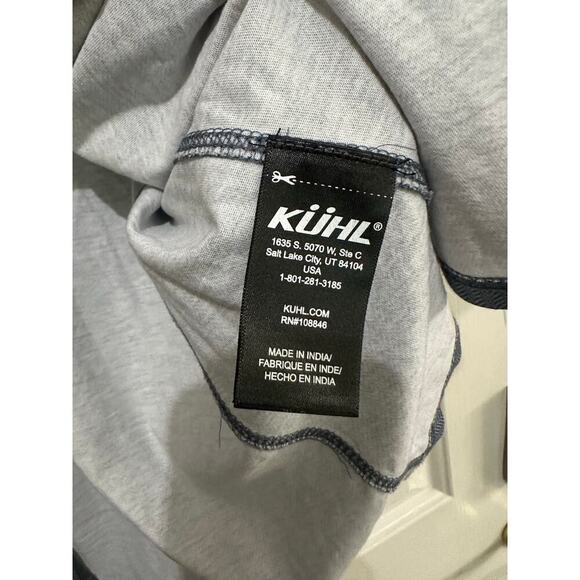 KÜHL®
1635 S. 5070 W, Ste C
Salt Lake City, UT 84104
USA
1-801-281-3185
KUHL.COM
RN#108846
MADE IN INDIA/
FABRIQUE EN INDE/
HECHO EN INDIA